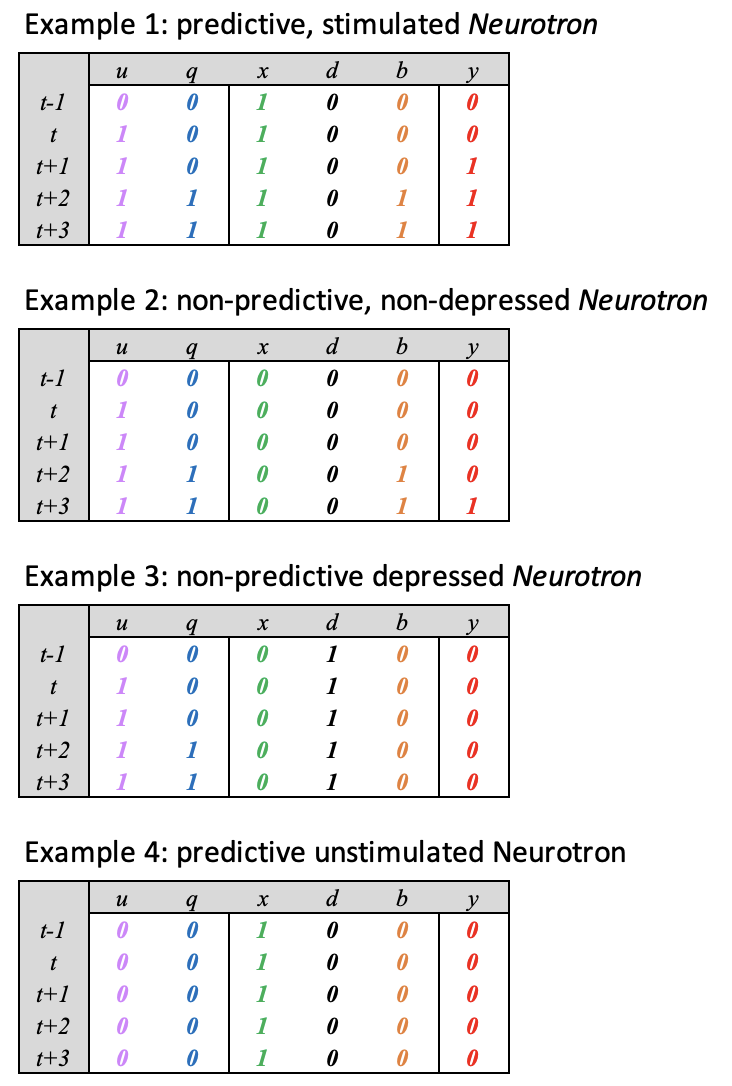 Example 1: predictive, stimulated Neurotron
u q x d b y
t-1 0 0 1 0 0 0
t 1 0 1 0 0 0
t+1 1 0 1 0 0 1
t+2 1 1 1 0 1 1
t+3 1 1 1 0 1 1
Example 2: non-predictive, non-depressed Neurotron
u q x d b y
t-1 0 0 0 0 0 0
t 1 0 0 0 0 0
t+1 1 0 0 0 0 0
t+2 1 1 0 0 1 0
t+3 1 1 0 0 1 1
Example 3: non-predictive depressed Neurotron
u q x d b y
t-1 0 0 0 1 0 0
t 1 0 0 1 0 0
t+1 1 0 0 1 0 0
t+2 1 1 0 1 0 0
t+3 1 1 0 1 0 0
Example 4: predictive unstimulated Neurotron
u q x d b y
t-1 0 0 1 0 0 0
t 0 0 1 0 0 0
t+1 0 0 1 0 0 0
t+2 0 0 1 0 0 0
t+3 0 0 1 0 0 0